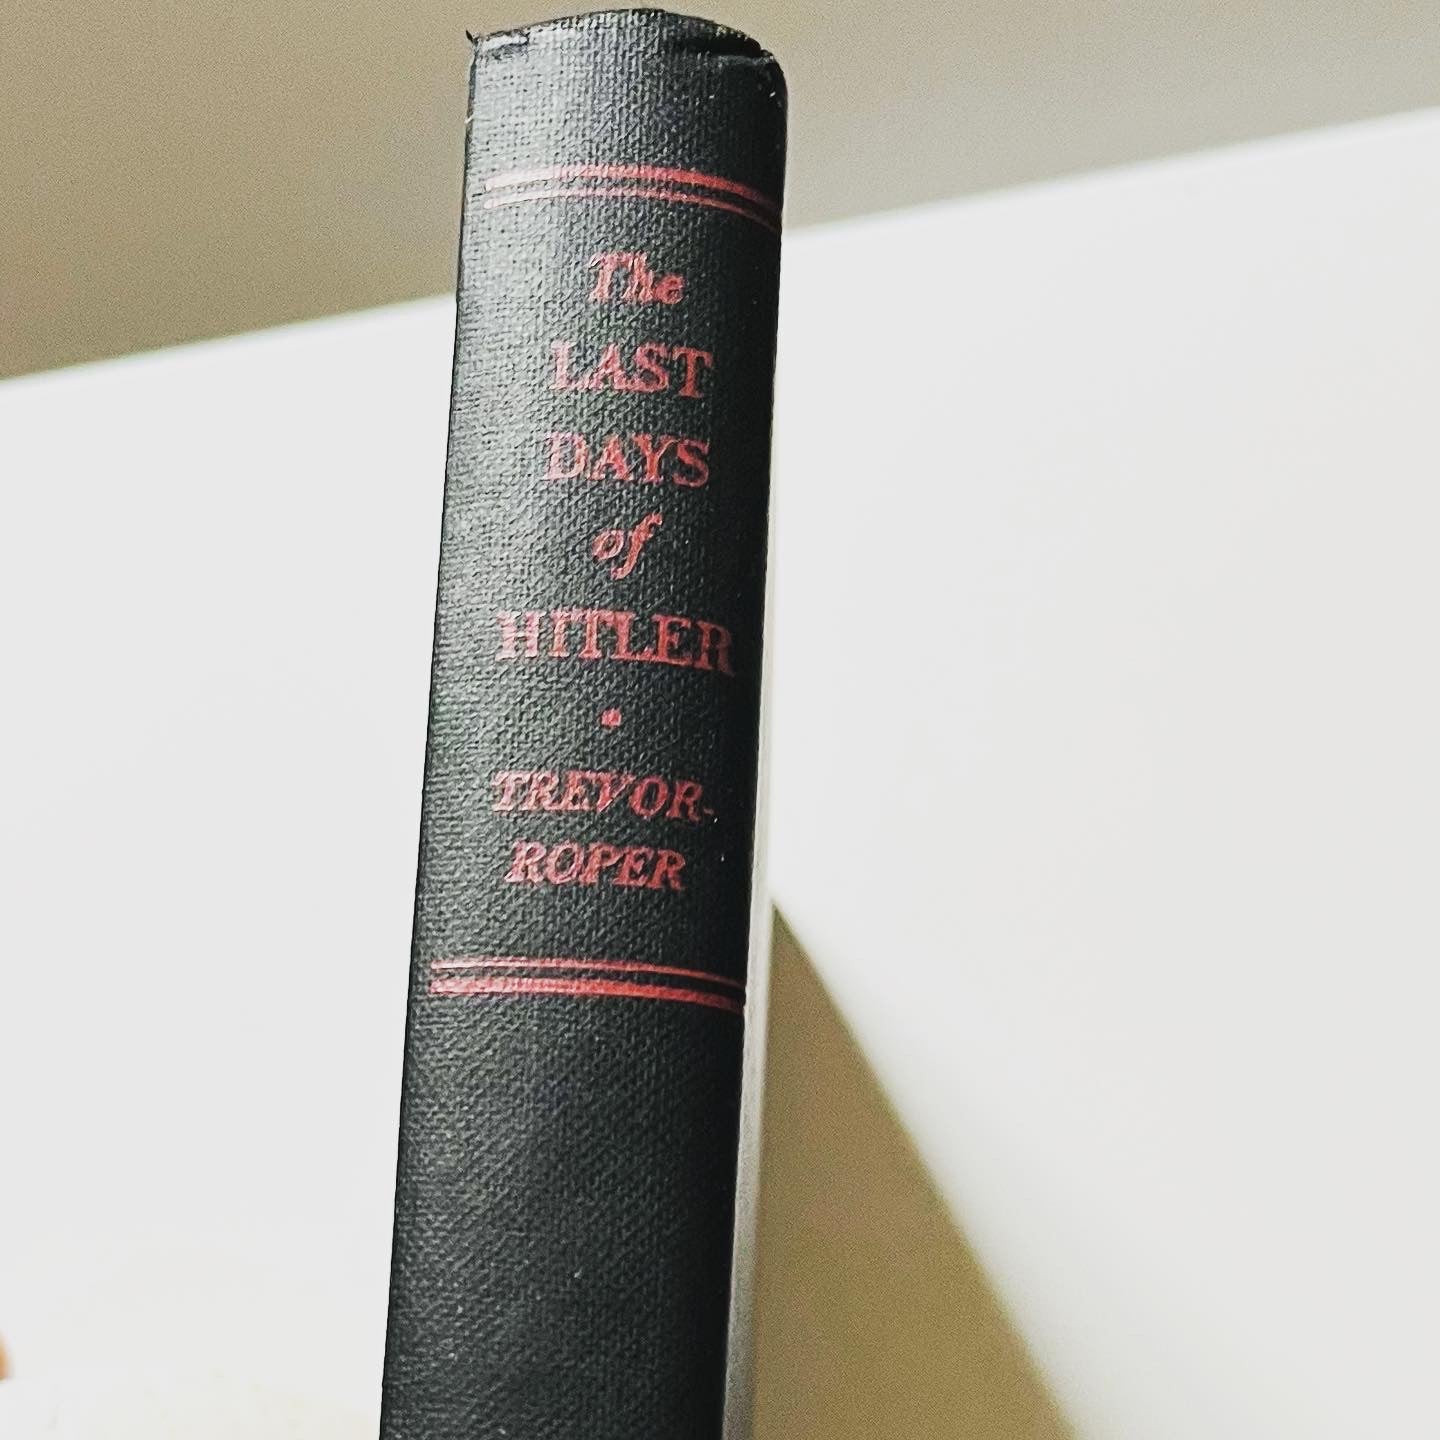 The
LAST
DAYS
of
HITLER
•
TREVOR-
ROPER